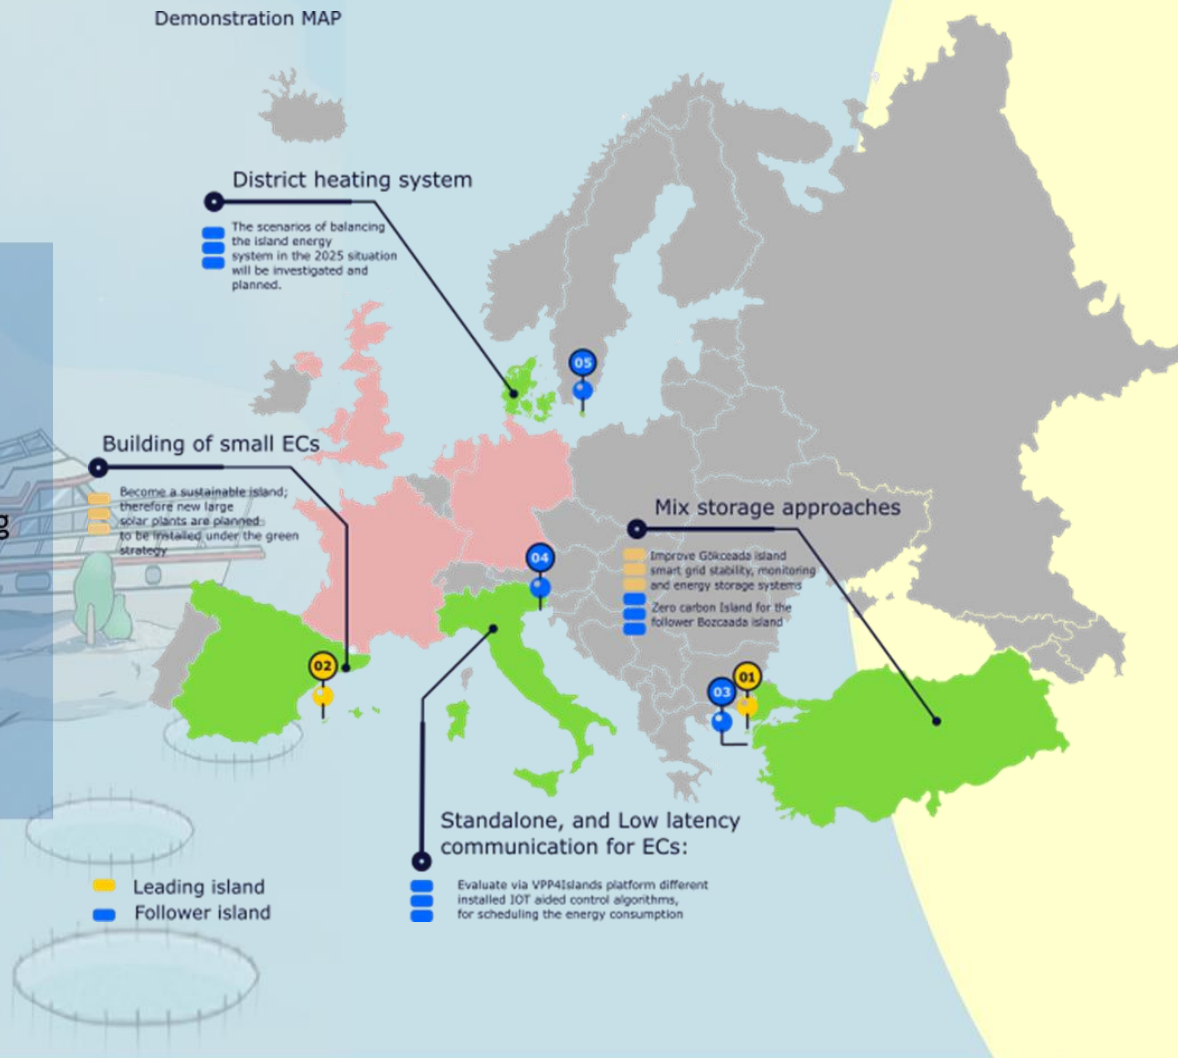 Demonstration MAP
District heating system
The scenarios of balancing
the island energy
system in the 2025 situation
will be investigated and
planned.
05
Building of small ECs
Become a sustainable island;
therefore new large
solar plants are planned
to be installed under the green
strategy
g
Mix storage approaches
Improve Gökceada island
smart grid stability, monitoring
and energy storage systems
Zero carbon Island for the
follower Bozcaada island
04
02
01
03
Standalone, and Low latency
communication for ECs:
Evaluate via VPP4Islands platform different
installed IOT aided control algorithms,
for scheduling the energy consumption
Leading island
Follower island